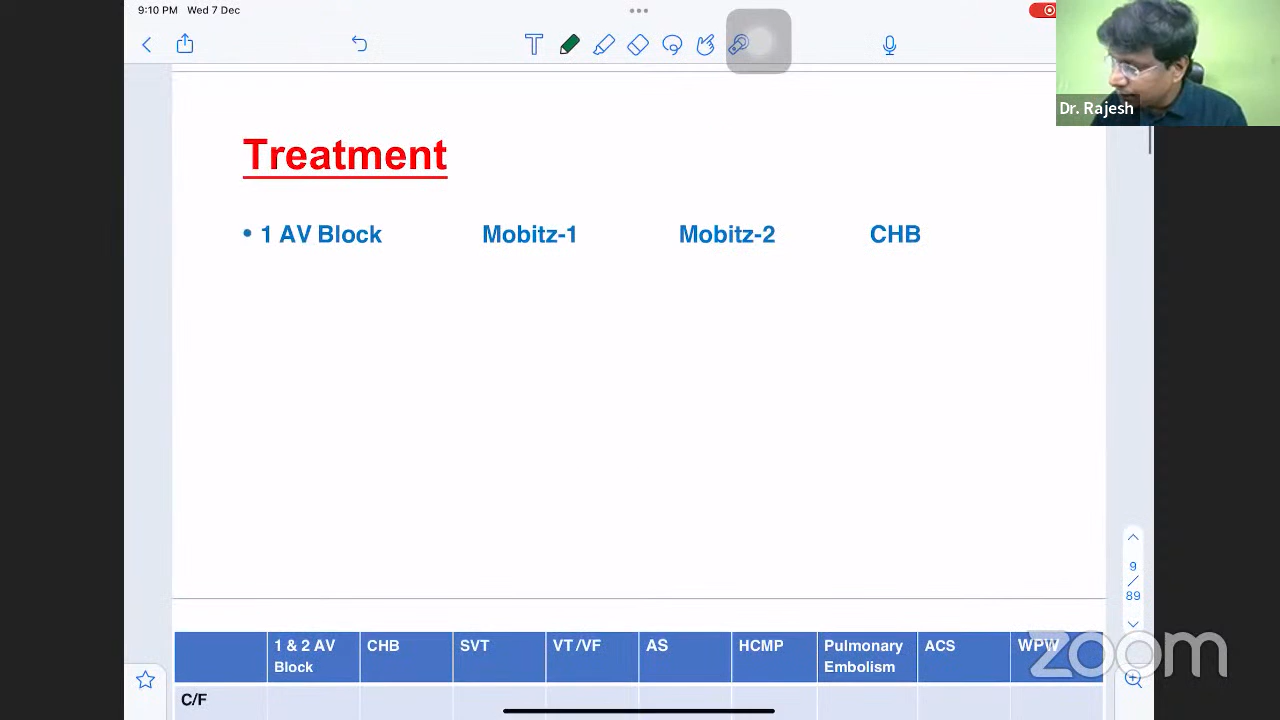 9:10 PM Wed 7 Dec
Dr. Rajesh
Treatment
• 1 AV Block Mobitz-1 Mobitz-2 CHB
9
/
89
1 & 2 AV Block CHB SVT VT /VF AS HCMP Pulmonary Embolism ACS WPW
C/F
zoom